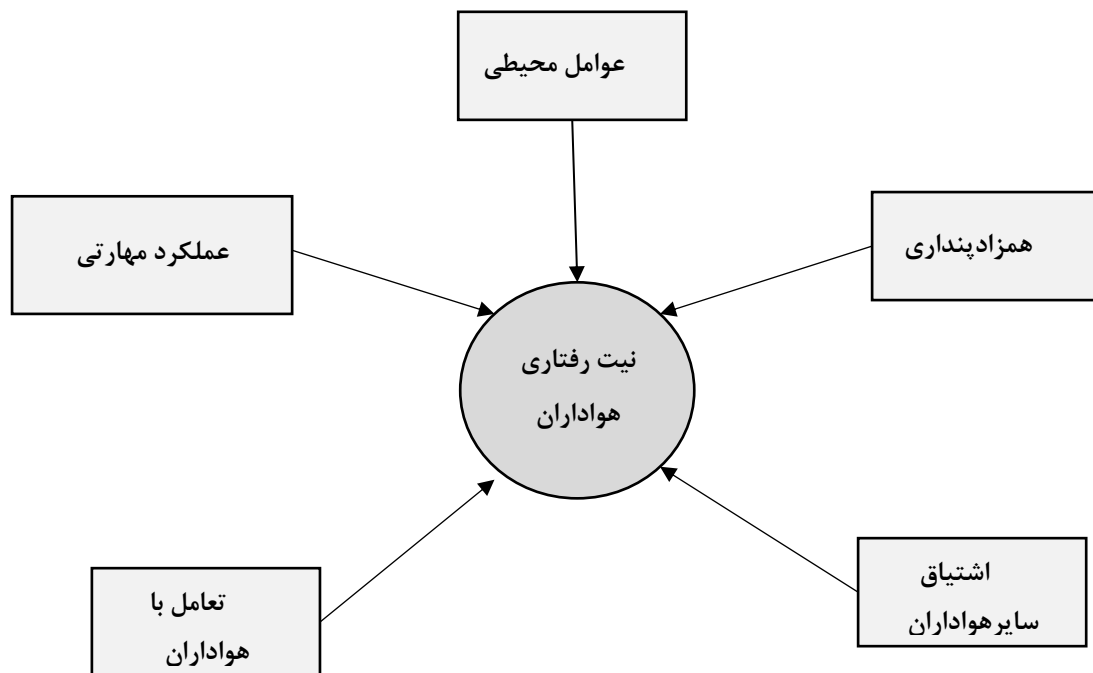 عوامل محیطی
همزادپنداری
عملکرد مهارتی
نیت رفتاری
هواداران
اشتیاق
سایرهواداران
تعامل با
هواداران